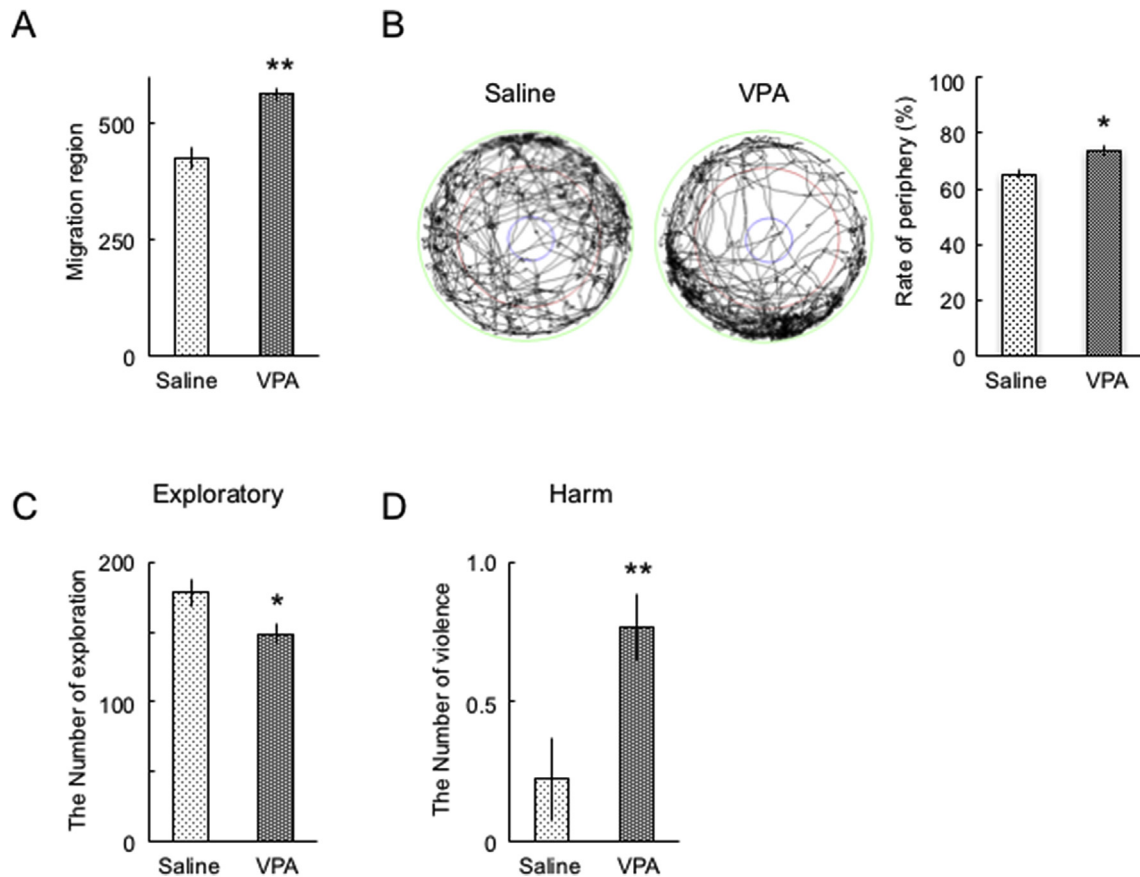 A
Migration region
500
250
0
**
Saline
VPA
B
Saline
VPA
Rate of periphery (%)
100
80
60
40
20
0
*
Saline
VPA
C
Exploratory
The Number of exploration
200
100
0
*
Saline
VPA
D
Harm
The Number of violence
1.0
0.5
0
**
Saline
VPA